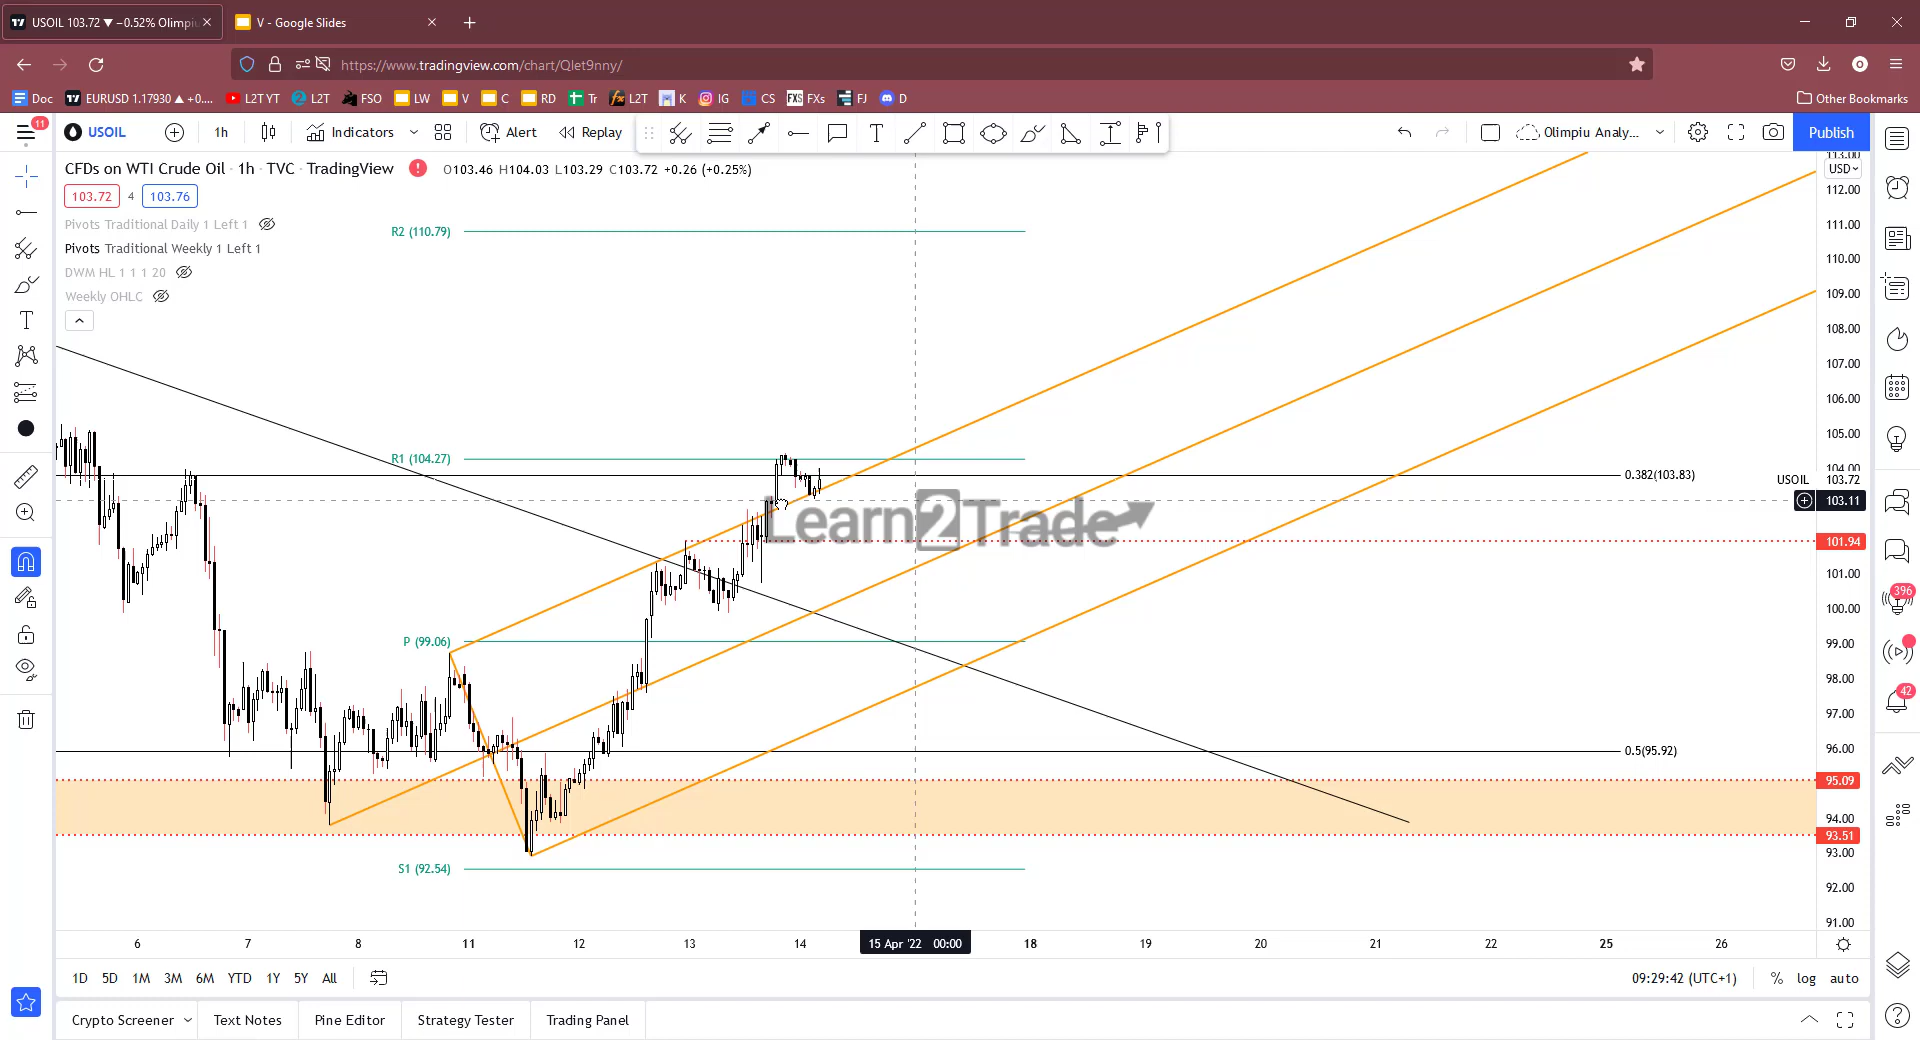 USOIL 103.72 ▼ −0.52% Olimpiu
V - Google Slides
https://www.tradingview.com/chart/Qlet9nny/
Doc EURUSD 1.17930 ▲ +0.... L2T YT L2T FSO LW V C RD Tr L2T K IG CS FXS FXs FJ D Other Bookmarks
11 USOIL 1h Indicators Alert Replay Olimpiu Analy... Publish
CFDs on WTI Crude Oil · 1h · TVC · TradingView O103.46 H104.03 L103.29 C103.72 +0.26 (+0.25%)
103.72 4 103.76
Pivots Traditional Daily 1 Left 1
Pivots Traditional Weekly 1 Left 1
DWM HL 1 1 1 20
Weekly OHLC
R2 (110.79)
R1 (104.27)
0.382(103.83)
P (99.06)
0.5(95.92)
S1 (92.54)
Learn2Trade
113.00
USD
112.00
111.00
110.00
109.00
108.00
107.00
106.00
105.00
104.00
USOIL 103.72
103.11
101.94
101.00
100.00
99.00
98.00
97.00
96.00
95.09
94.00
93.51
93.00
92.00
91.00
396
42
6 7 8 11 12 13 14 15 Apr '22 00:00 18 19 20 21 22 25 26
1D 5D 1M 3M 6M YTD 1Y 5Y All 09:29:42 (UTC+1) % log auto
Crypto Screener Text Notes Pine Editor Strategy Tester Trading Panel